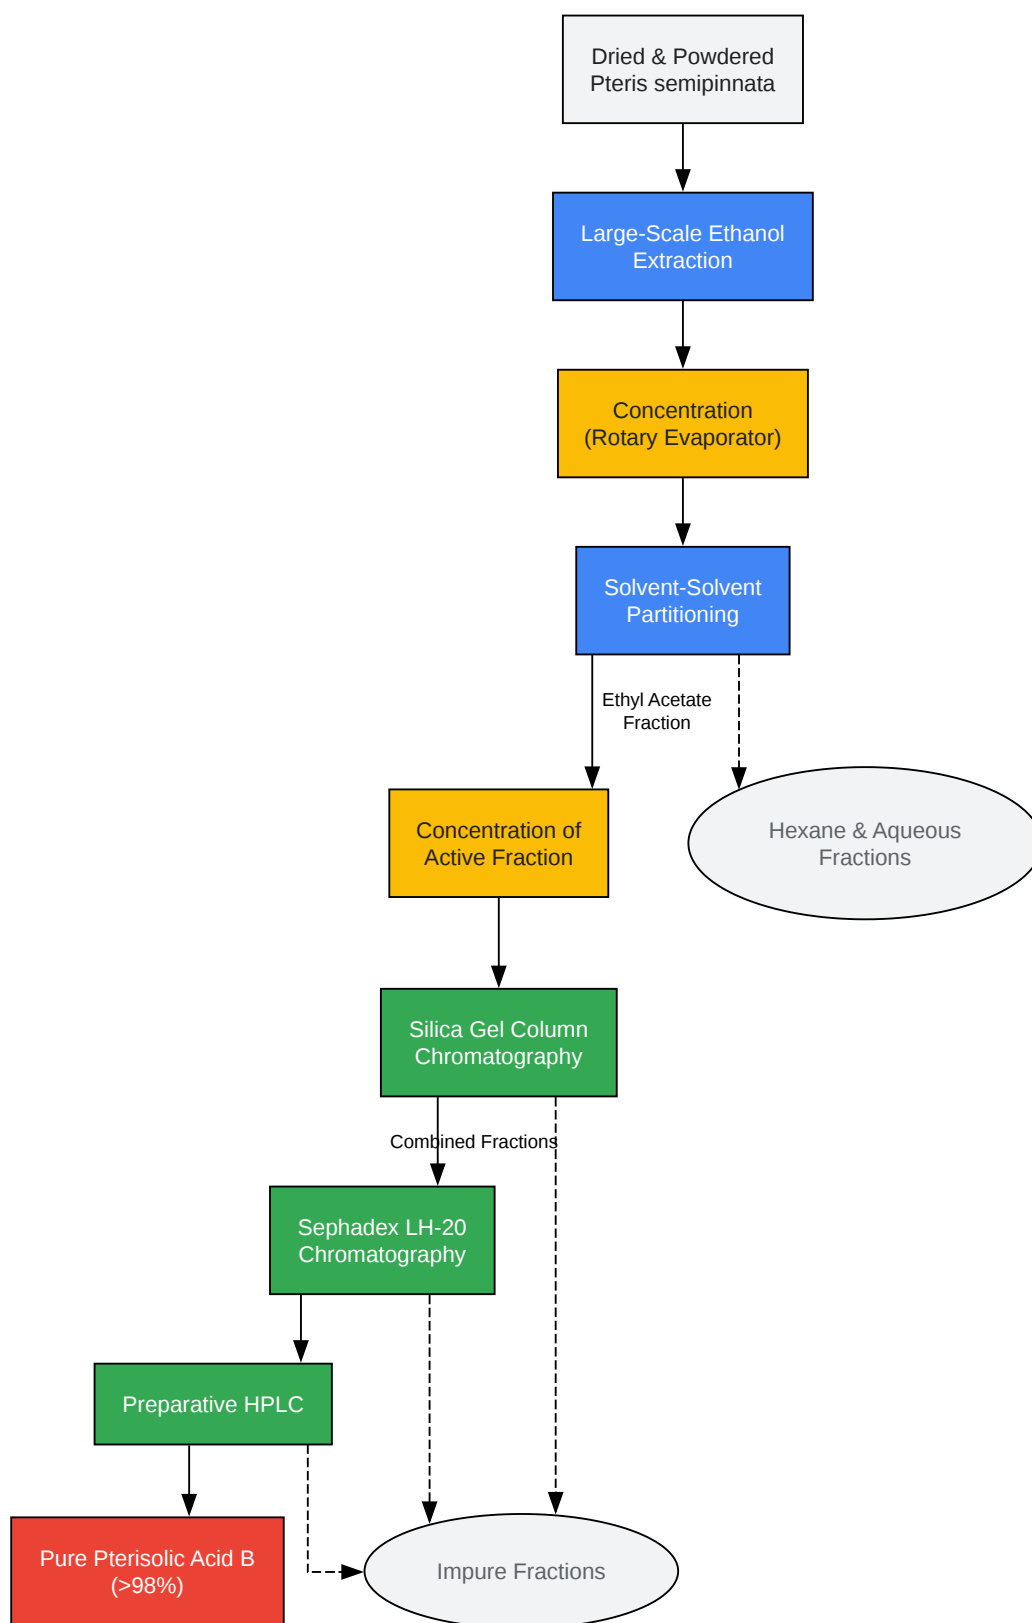 Dried & Powdered
Pteris semipinnata
Large-Scale Ethanol
Extraction
Concentration
(Rotary Evaporator)
Solvent-Solvent
Partitioning
Ethyl Acetate
Fraction
Concentration of
Active Fraction
Hexane & Aqueous
Fractions
Silica Gel Column
Chromatography
Combined Fractions
Sephadex LH-20
Chromatography
Preparative HPLC
Pure Pterisolic Acid B
(>98%)
Impure Fractions